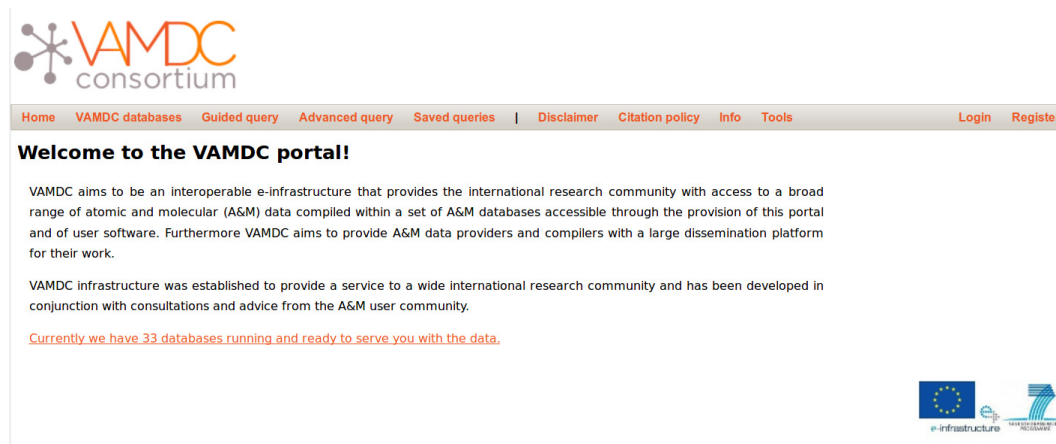 VAMDC
consortium
Home VAMDC databases Guided query Advanced query Saved queries | Disclaimer Citation policy Info Tools Login Registe
Welcome to the VAMDC portal!
VAMDC aims to be an interoperable e-infrastructure that provides the international research community with access to a broad
range of atomic and molecular (A&M) data compiled within a set of A&M databases accessible through the provision of this portal
and of user software. Furthermore VAMDC aims to provide A&M data providers and compilers with a large dissemination platform
for their work.
VAMDC infrastructure was established to provide a service to a wide international research community and has been developed in
conjunction with consultations and advice from the A&M user community.
Currently we have 33 databases running and ready to serve you with the data.
e-infrastructure